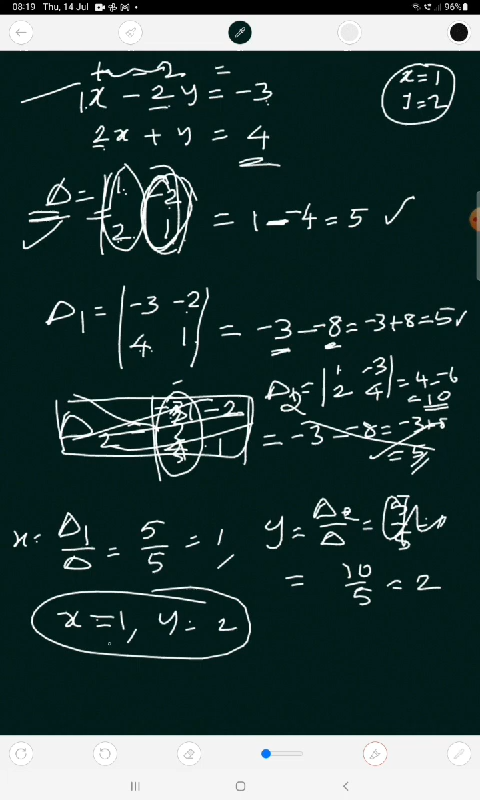 08:19 Thu, 14 Jul 96%
1x - 2y = -3
x=1
y=2
2x + y = 4
Δ = |1 -2| = 1 - -4 = 5 ✓
|2 1|
Δ1 = |-3 -2| = -3 - -8 = -3+8 = 5 ✓
|4 1|
Δ2 = |1 -3| = 4 - -6
|2 4| = 10
= -3 - -8 = -3+8
= 5
x = Δ1/Δ = 5/5 = 1,
y = Δ2/Δ =
= 10/5 = 2
x = 1, y = 2